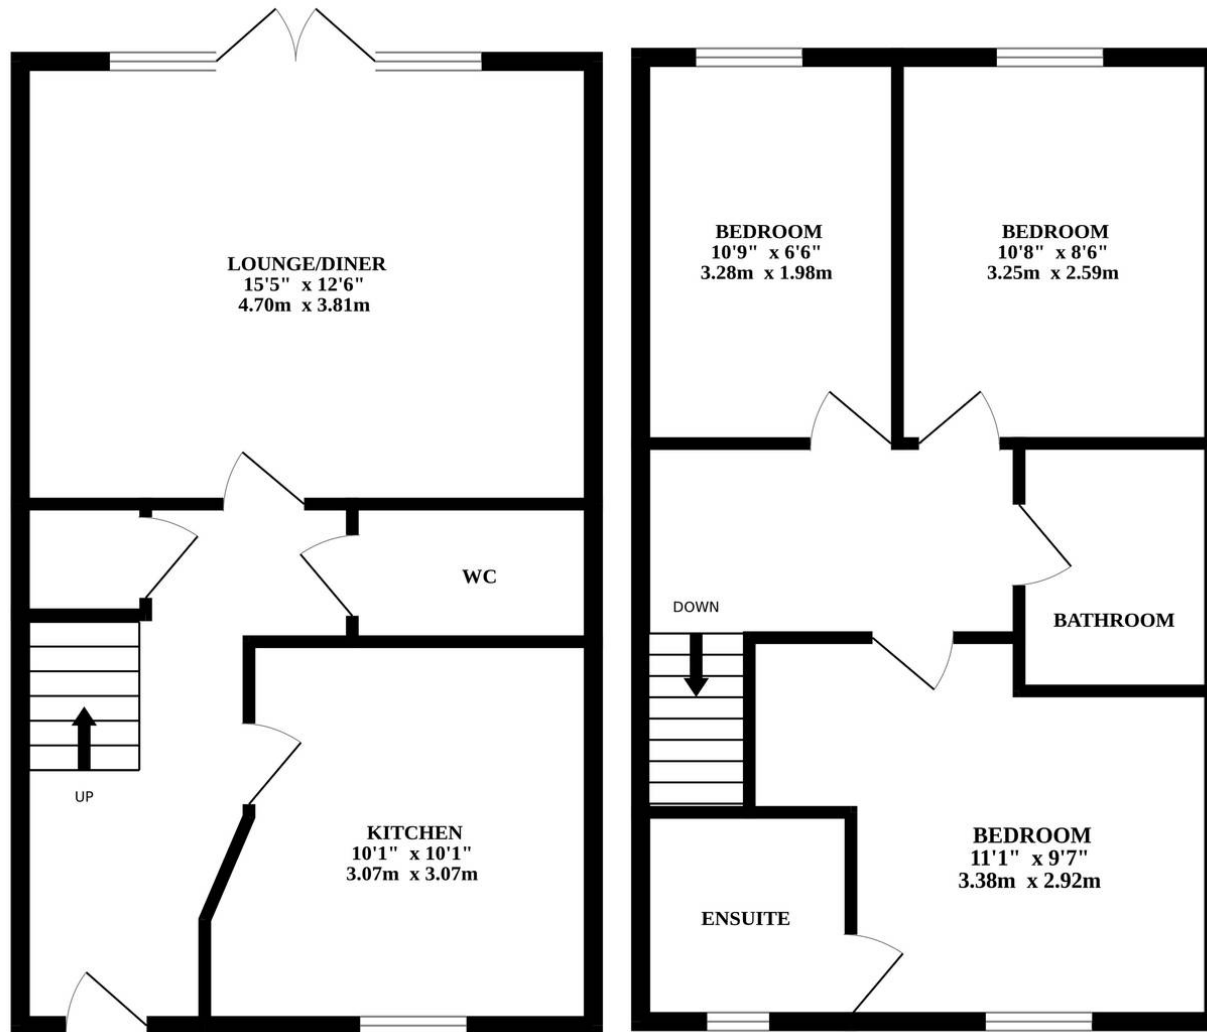 LOUNGE/DINER
15'5" x 12'6"
4.70m x 3.81m
WC
UP
KITCHEN
10'1" x 10'1"
3.07m x 3.07m
BEDROOM
10'9" x 6'6"
3.28m x 1.98m
BEDROOM
10'8" x 8'6"
3.25m x 2.59m
DOWN
BATHROOM
BEDROOM
11'1" x 9'7"
3.38m x 2.92m
ENSUITE